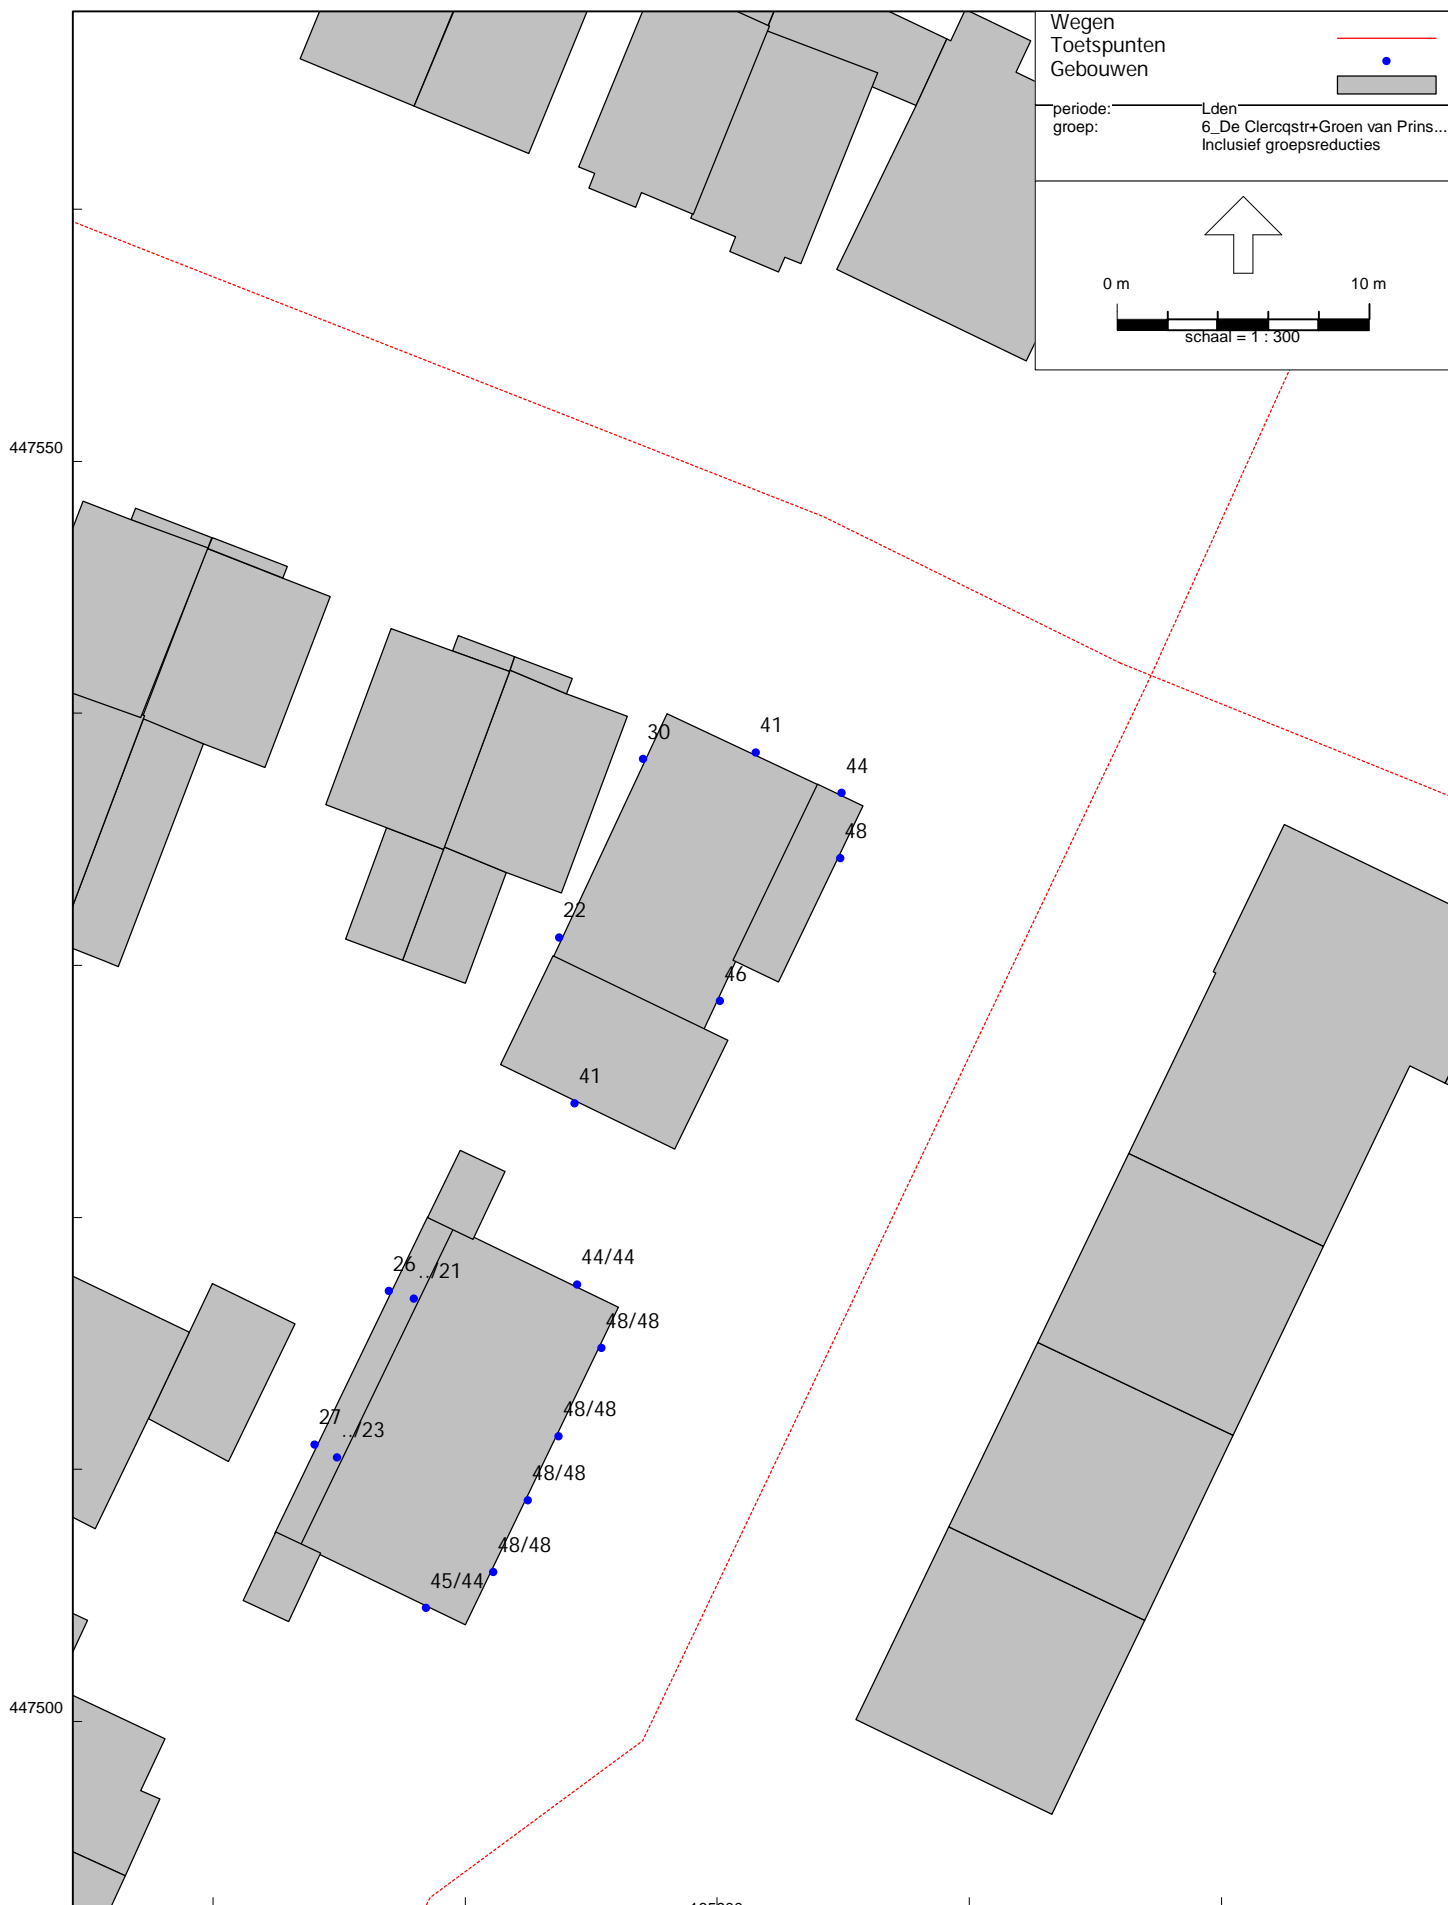 Wegen
Toetspunten
Gebouwen
periode: Lden
groep: 6_De Clercqstr+Groen van Prins...
Inclusief groepsreducties
0 m 10 m
schaal = 1 : 300
447550
30
41
44
48
22
46
41
44/44
26
../21
48/48
48/48
27
../23
48/48
48/48
45/44
447500